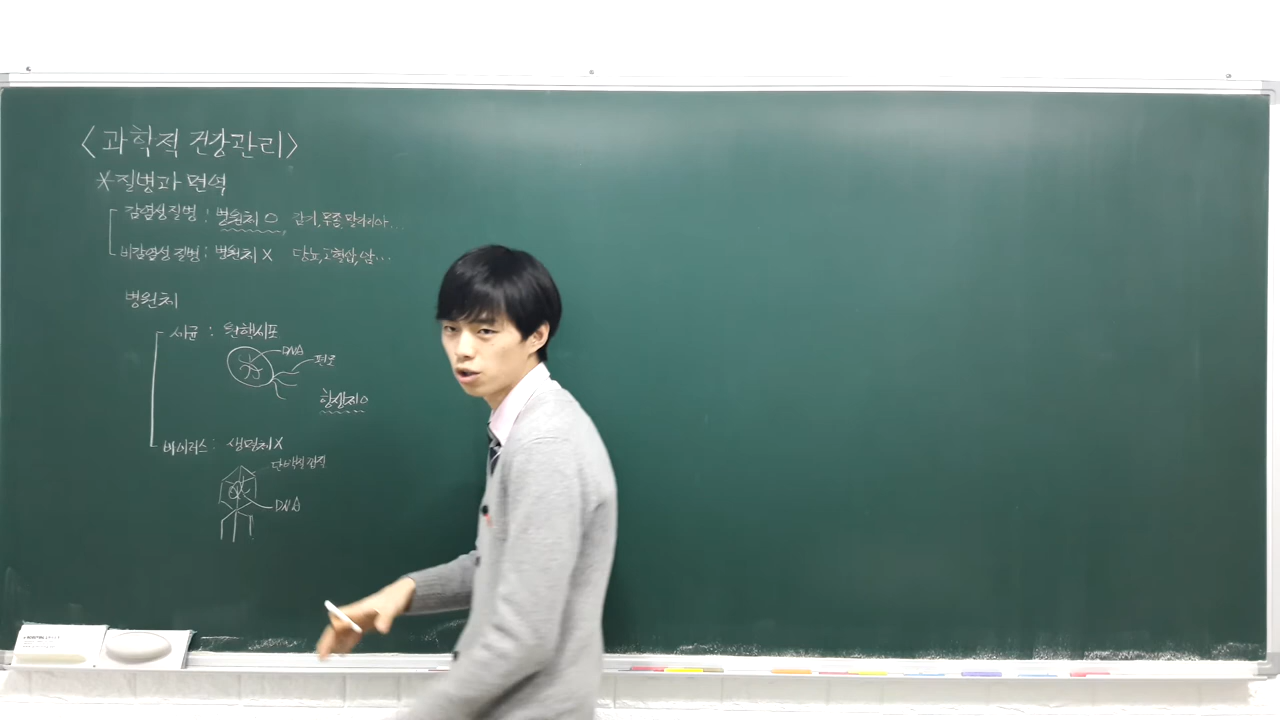 <과학적 건강관리>
*질병과 면역
감염성 질병 : 병원체 O, 감기, 무좀, 말라리아...
비감염성 질병 : 병원체 X 당뇨, 고혈압, 암...
병원체
세균 : 원핵세포
DNA
편모
항생제 O
바이러스 : 생명체 X
단백질 껍질
DNA